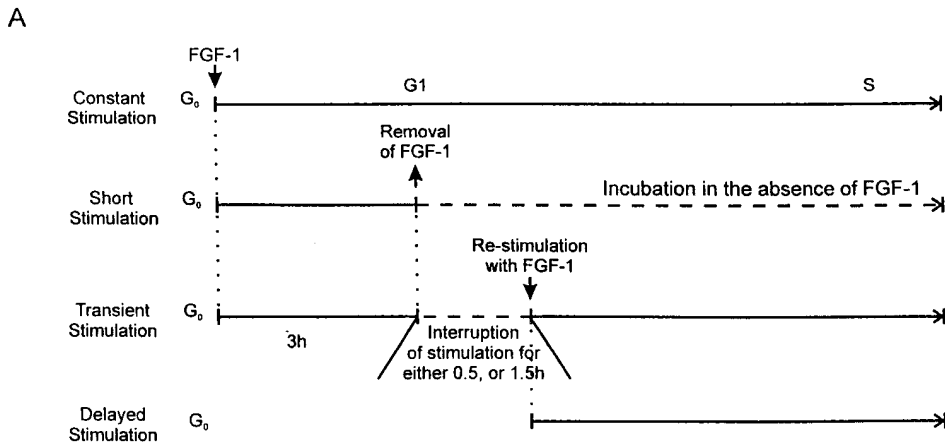 A
FGF-1
Constant
Stimulation
G₀
G1
S
Removal
of FGF-1
Short
Stimulation
G₀
Incubation in the absence of FGF-1
Re-stimulation
with FGF-1
Transient
Stimulation
G₀
3h
Interruption
of stimulation for
either 0.5, or 1.5h
Delayed
Stimulation
G₀